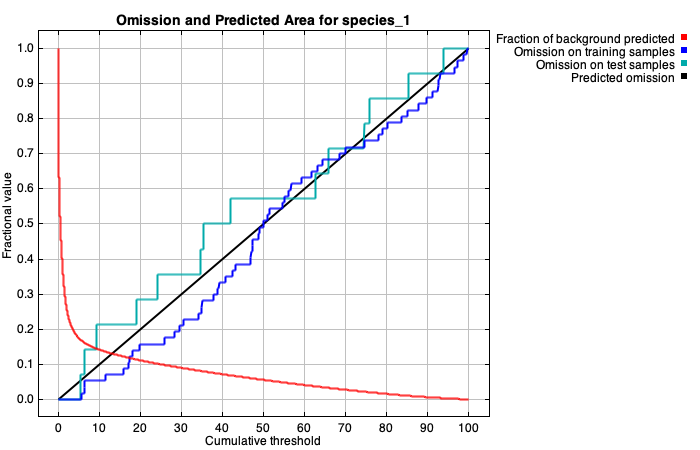 Omission and Predicted Area for species_1
Fraction of background predicted
Omission on training samples
Omission on test samples
Predicted omission
Fractional value
1.0
0.9
0.8
0.7
0.6
0.5
0.4
0.3
0.2
0.1
0.0
0 10 20 30 40 50 60 70 80 90 100
Cumulative threshold